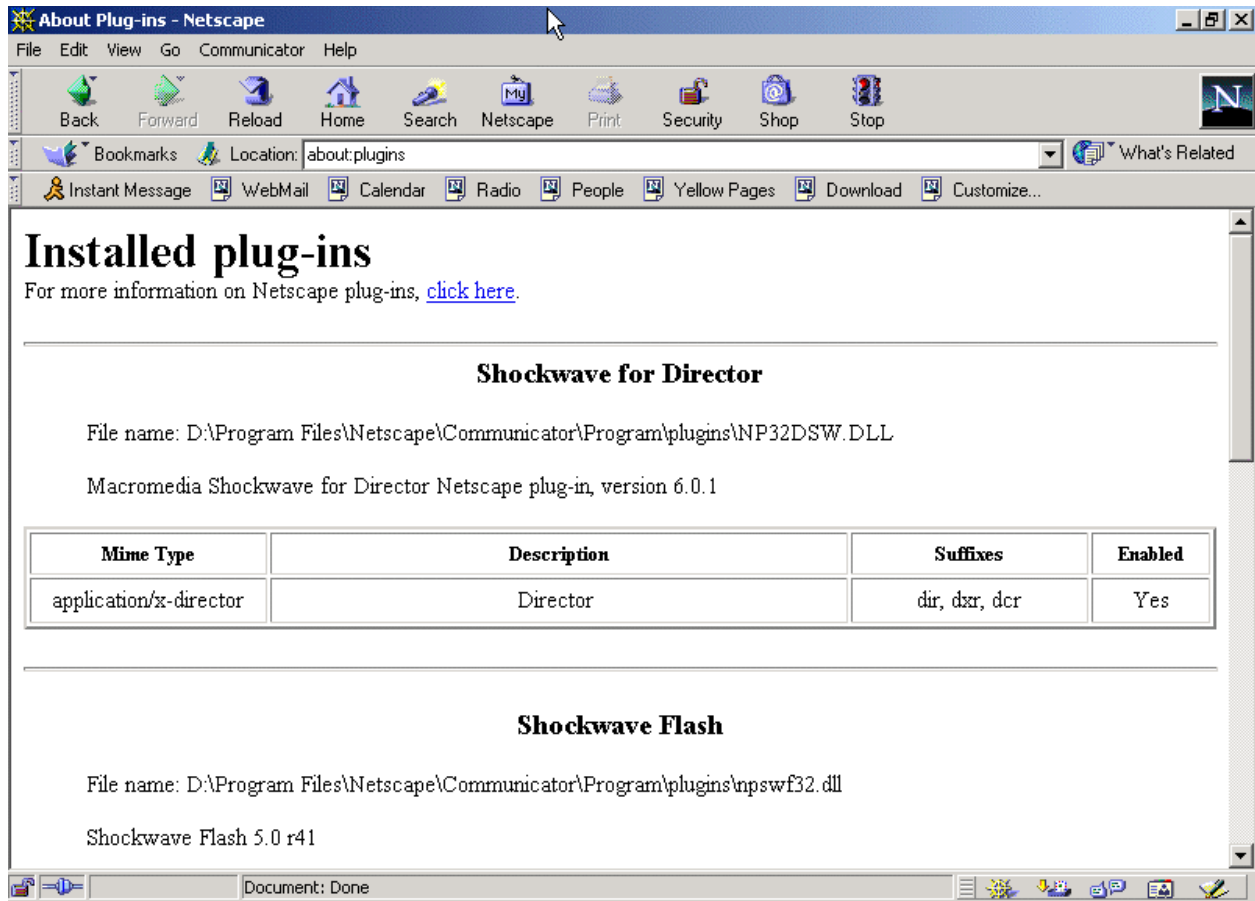 About Plug-ins - Netscape
File Edit View Go Communicator Help
Back Forward Reload Home Search My Netscape Print Security Shop Stop N
Bookmarks Location: about:plugins What's Related
Instant Message WebMail Calendar Radio People Yellow Pages Download Customize...
Installed plug-ins
For more information on Netscape plug-ins, click here.
Shockwave for Director
File name: D:\Program Files\Netscape\Communicator\Program\plugins\NP32DSW.DLL
Macromedia Shockwave for Director Netscape plug-in, version 6.0.1
Mime Type Description Suffixes Enabled
application/x-director Director dir, dxr, dcr Yes
Shockwave Flash
File name: D:\Program Files\Netscape\Communicator\Program\plugins\npswf32.dll
Shockwave Flash 5.0 r41
Document: Done